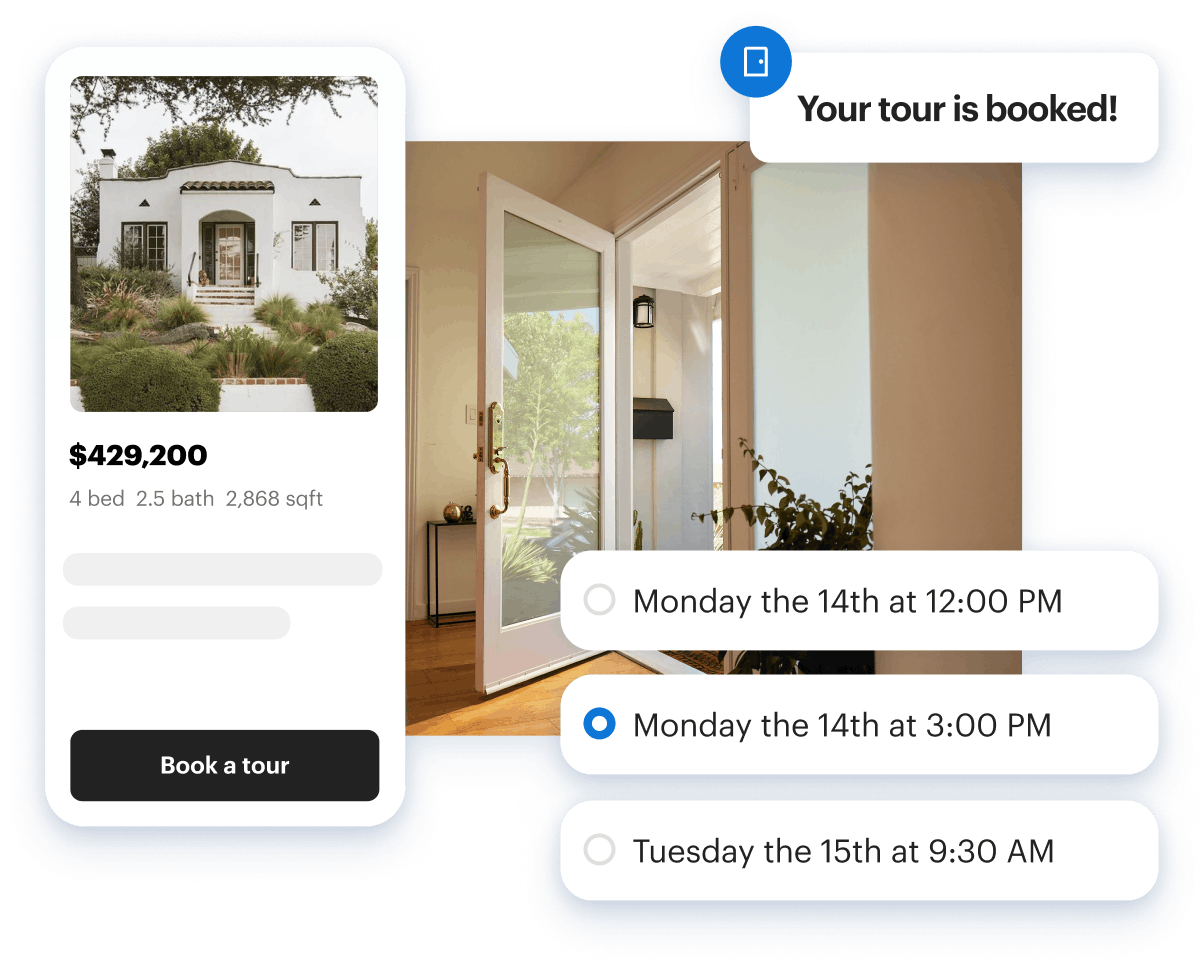 Your tour is booked!
$429,200
4 bed 2.5 bath 2,868 sqft
Book a tour
Monday the 14th at 12:00 PM
Monday the 14th at 3:00 PM
Tuesday the 15th at 9:30 AM